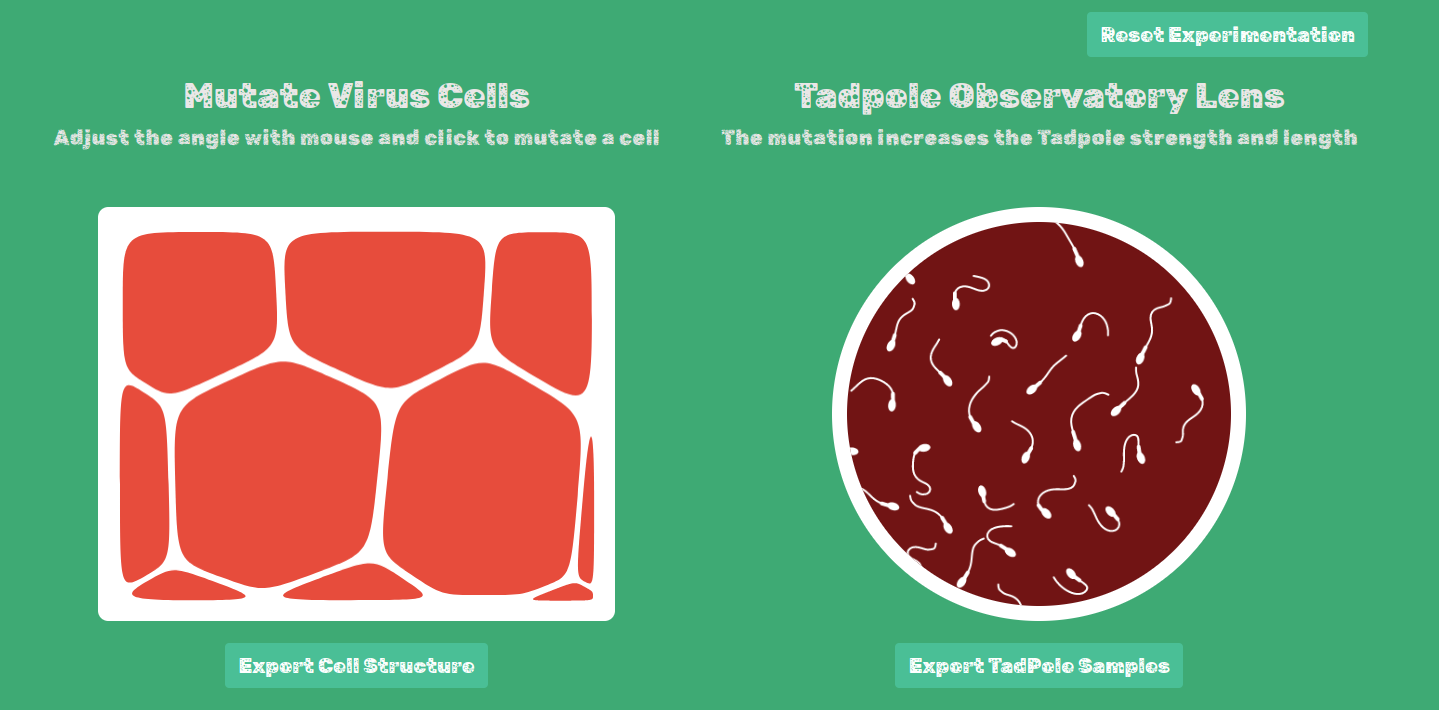 Reset Experimentation
Mutate Virus Cells
Adjust the angle with mouse and click to mutate a cell
Tadpole Observatory Lens
The mutation increases the Tadpole strength and length
Export Cell Structure
Export TadPole Samples